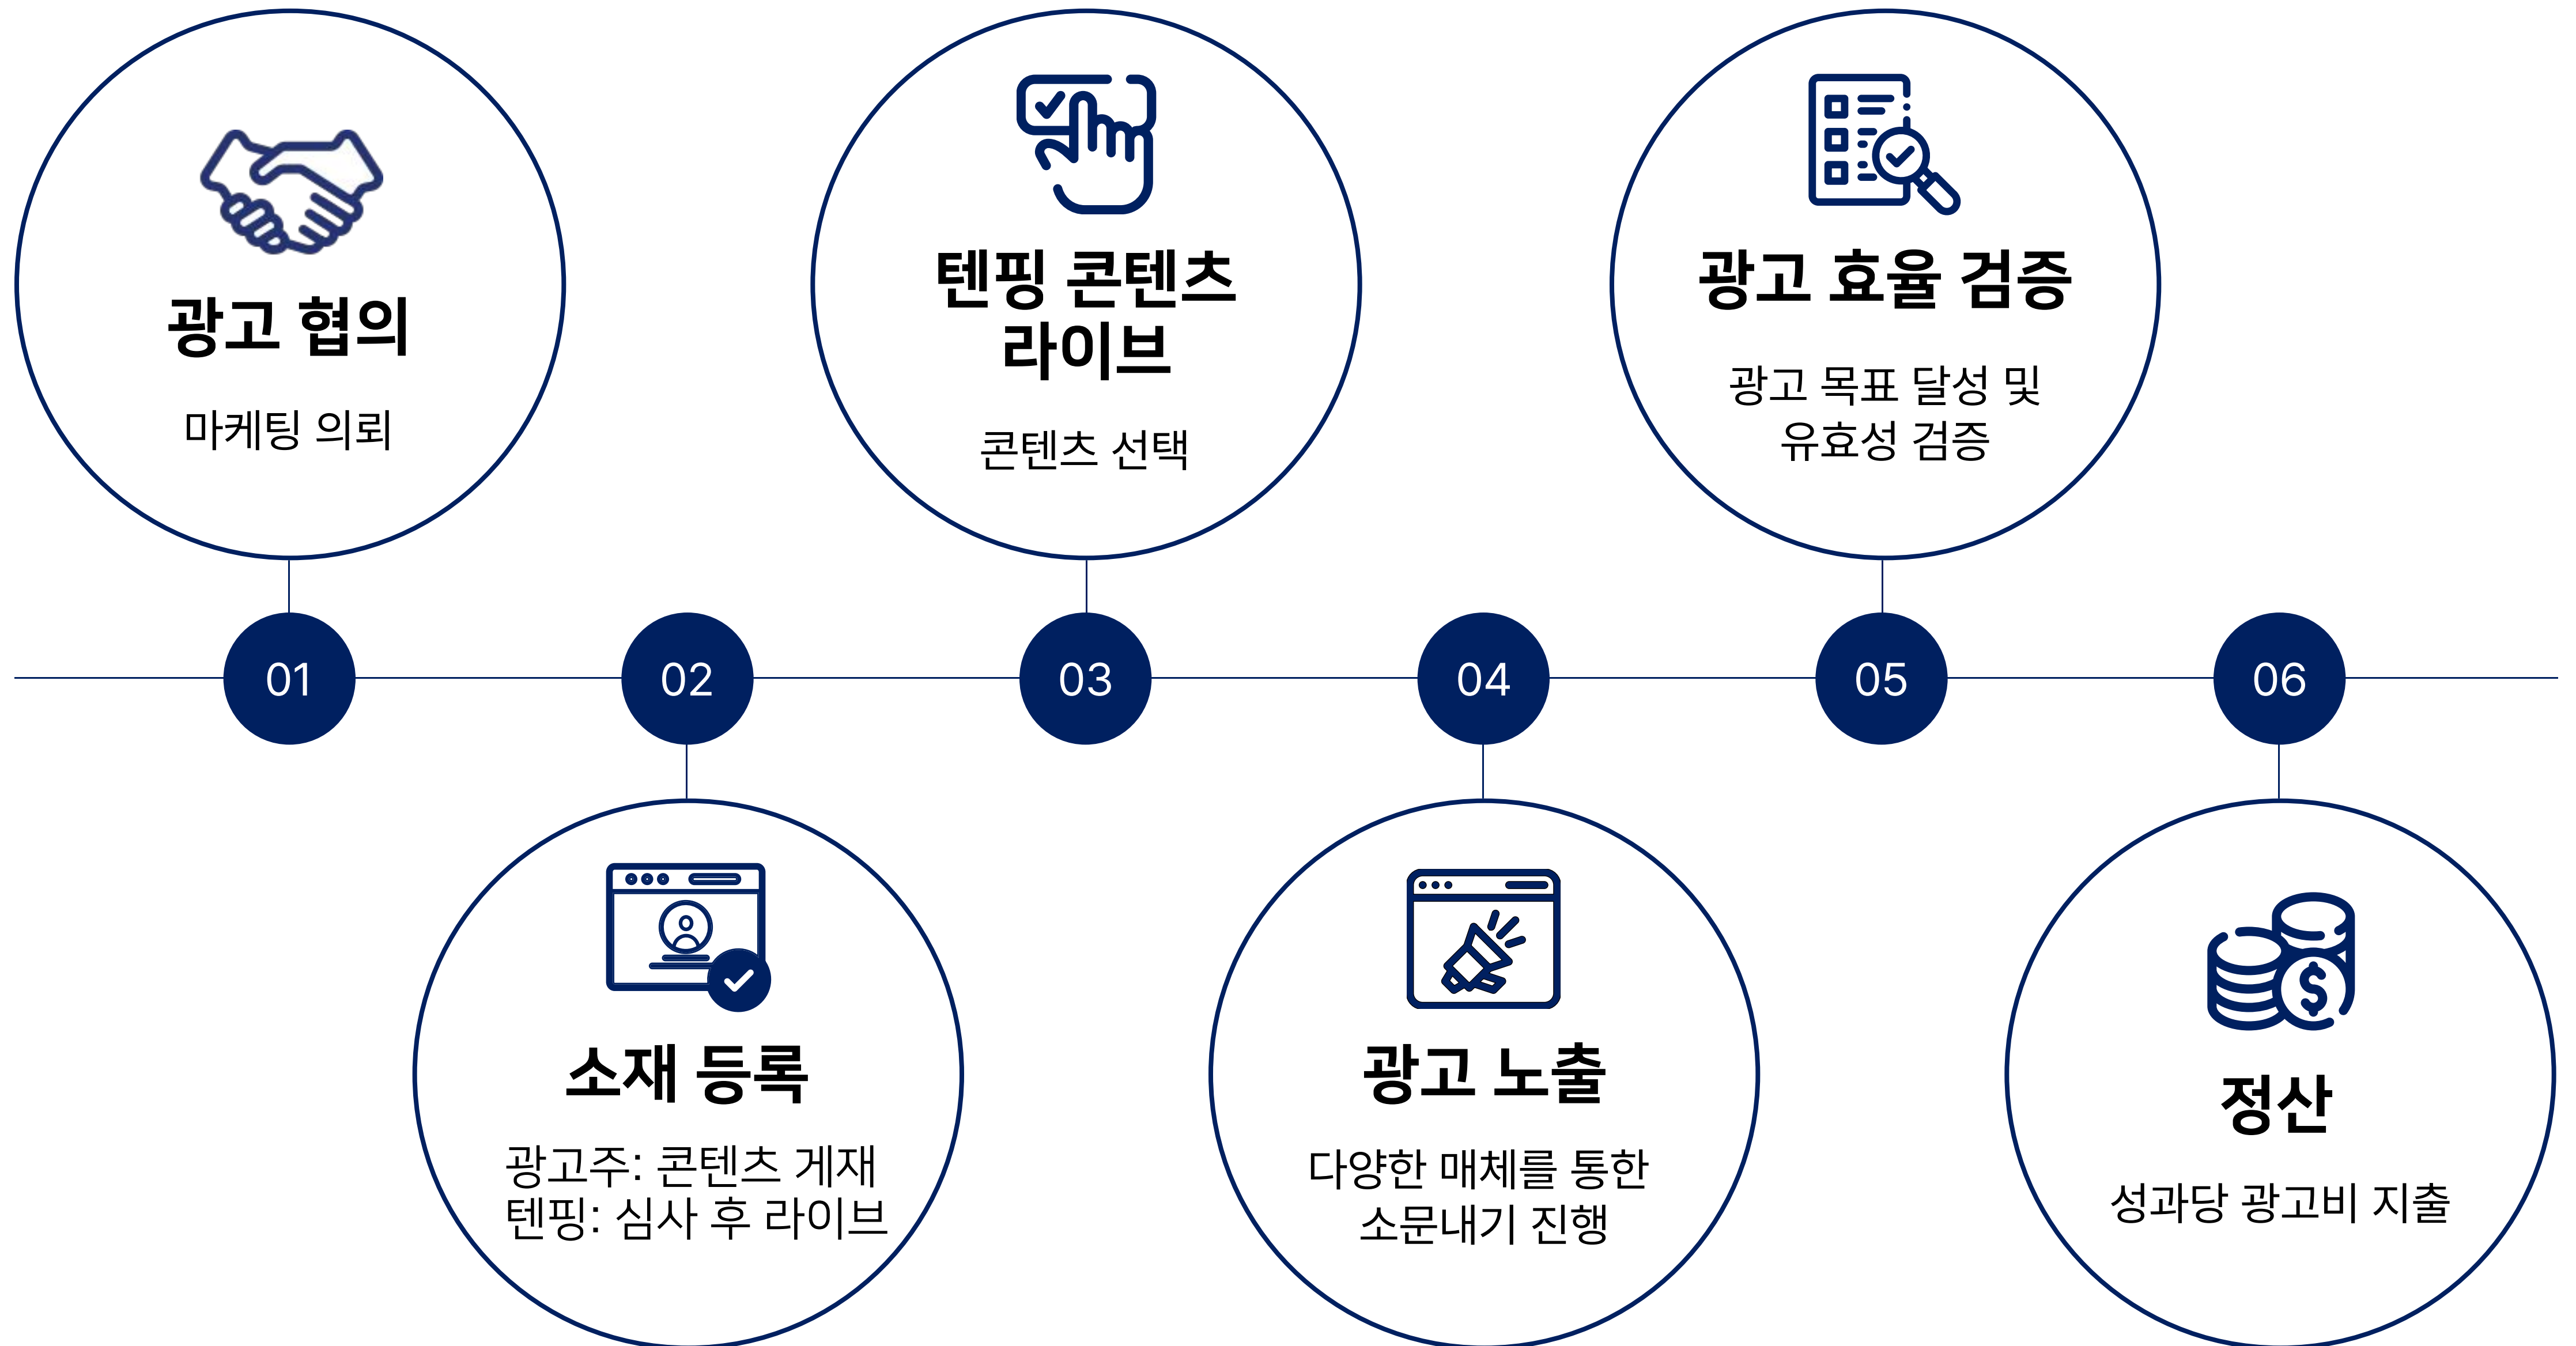 01
광고 협의
마케팅 의뢰
02
소재 등록
광고주: 콘텐츠 게재
텐핑: 심사 후 라이브
03
텐핑 콘텐츠
라이브
콘텐츠 선택
04
광고 노출
다양한 매체를 통한
소문내기 진행
05
광고 효율 검증
광고 목표 달성 및
유효성 검증
06
정산
성과당 광고비 지출